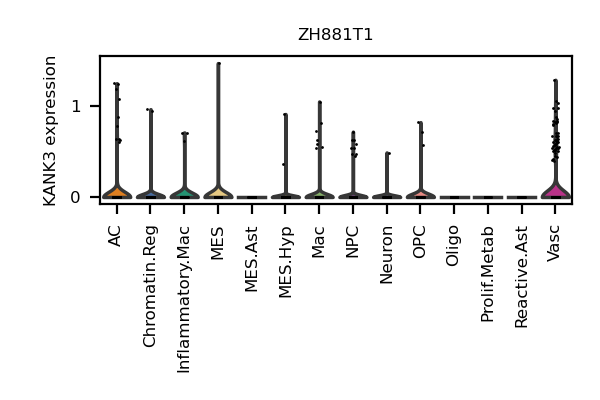 ZH881T1
KANK3 expression
1
0
AC
Chromatin.Reg
Inflammatory.Mac
MES
MES.Ast
MES.Hyp
Mac
NPC
Neuron
OPC
Oligo
Prolif.Metab
Reactive.Ast
Vasc